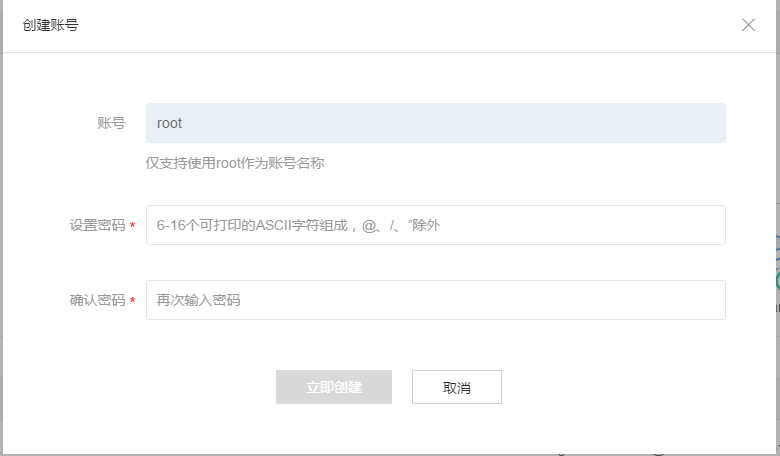 创建账号
账号
root
仅支持使用root作为账号名称
设置密码 *
6-16个可打印的ASCII字符组成，@、/、"除外
确认密码 *
再次输入密码
立即创建
取消